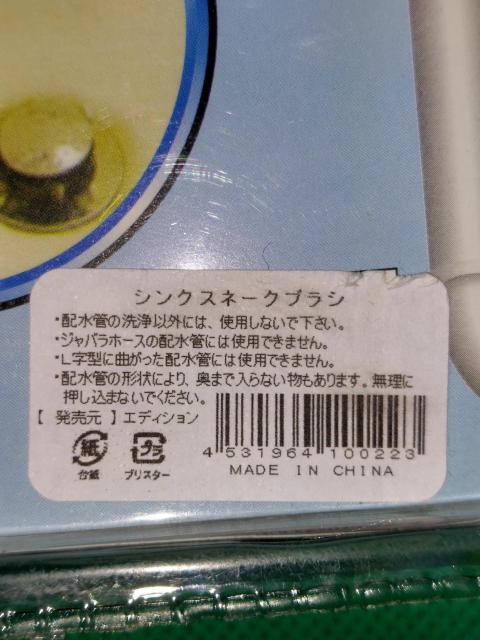 シンクスネークブラシ
・配水管の洗浄以外には、使用しないで下さい。
・ジャバラホースの配水管には使用できません。
・L字型に曲がった配水管には使用できません。
・配水管の形状により、奥まで入らない物もあります。無理に
押し込まないでください。
【 発売元 】エディション
紙 プラ
台紙 ブリスター
4 531964 100223
MADE IN CHINA